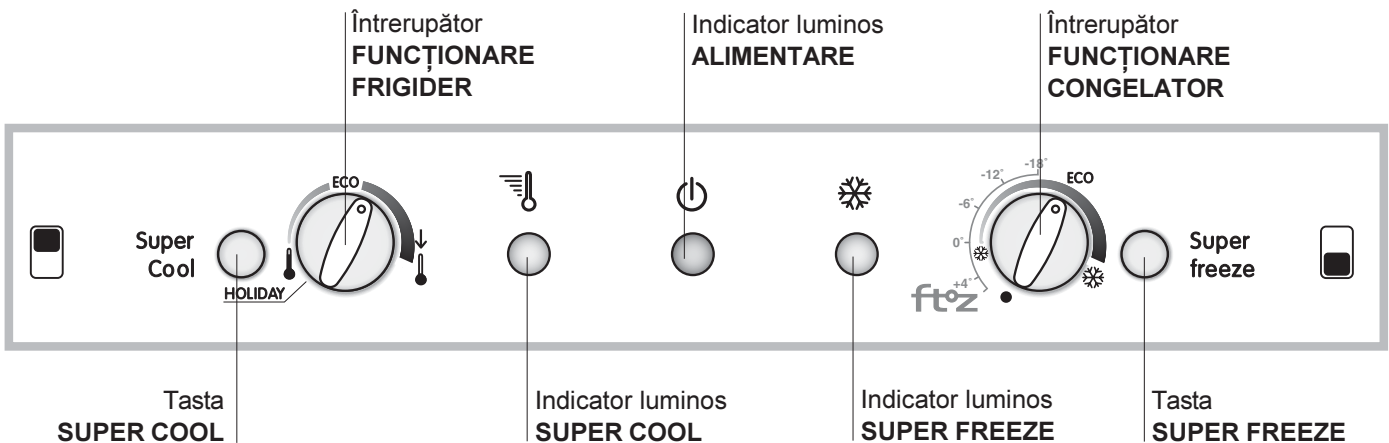 Întrerupător
FUNCȚIONARE
FRIGIDER
Indicator luminos
ALIMENTARE
Întrerupător
FUNCȚIONARE
CONGELATOR
Super
Cool
ECO
HOLIDAY
-18°
-12°
-6°
0°
+4°
ECO
ft°z
Super
freeze
Tasta
SUPER COOL
Indicator luminos
SUPER COOL
Indicator luminos
SUPER FREEZE
Tasta
SUPER FREEZE